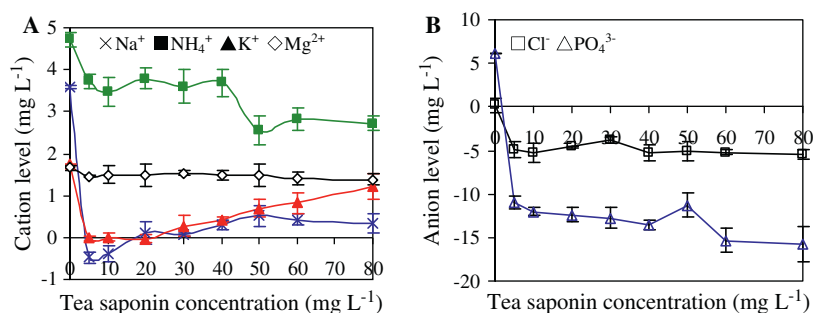 A
Na⁺ NH₄⁺ K⁺ Mg²⁺
Cation level (mg L⁻¹)
5
4
3
2
1
0
-1
0 10 20 30 40 50 60 70 80
Tea saponin concentration (mg L⁻¹)
B
Cl⁻ PO₄³⁻
Anion level (mg L⁻¹)
10
5
0
-5
-10
-15
-20
0 10 20 30 40 50 60 70 80
Tea saponin concentration (mg L⁻¹)